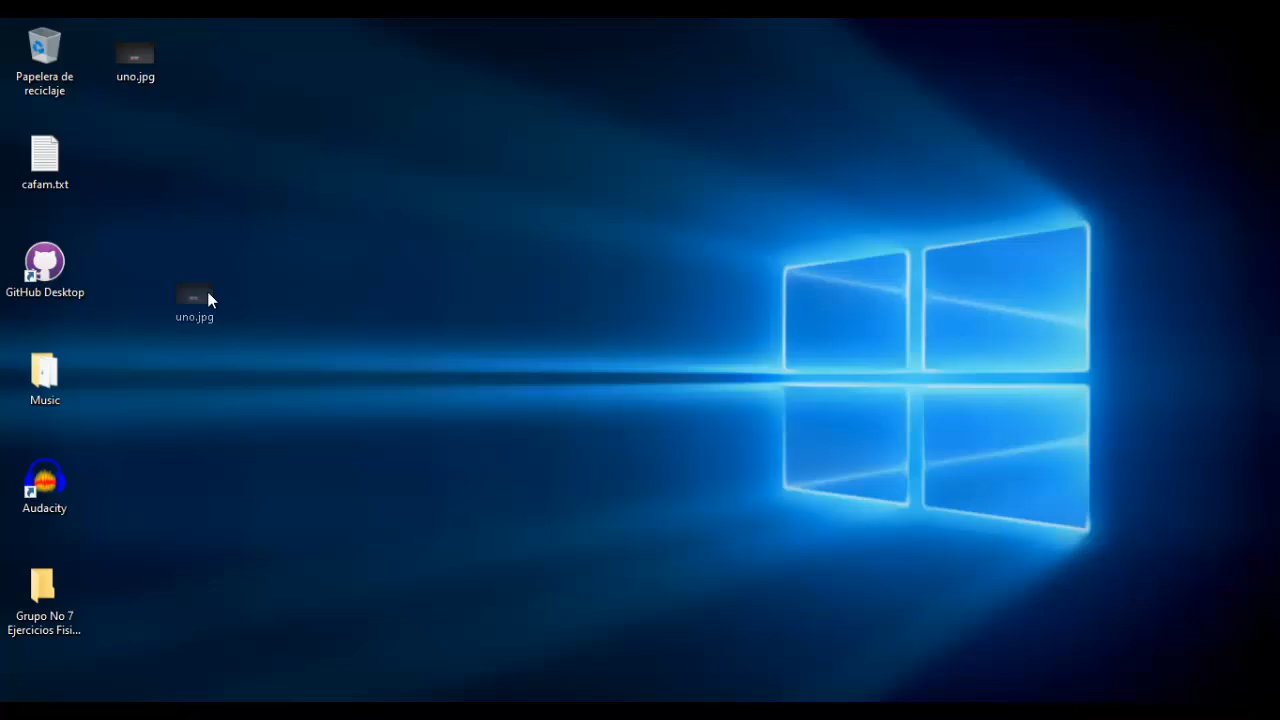 Papelera de
reciclaje
uno.jpg
cafam.txt
GitHub Desktop
uno.jpg
Music
Audacity
Grupo No 7
Ejercicios Fisi...